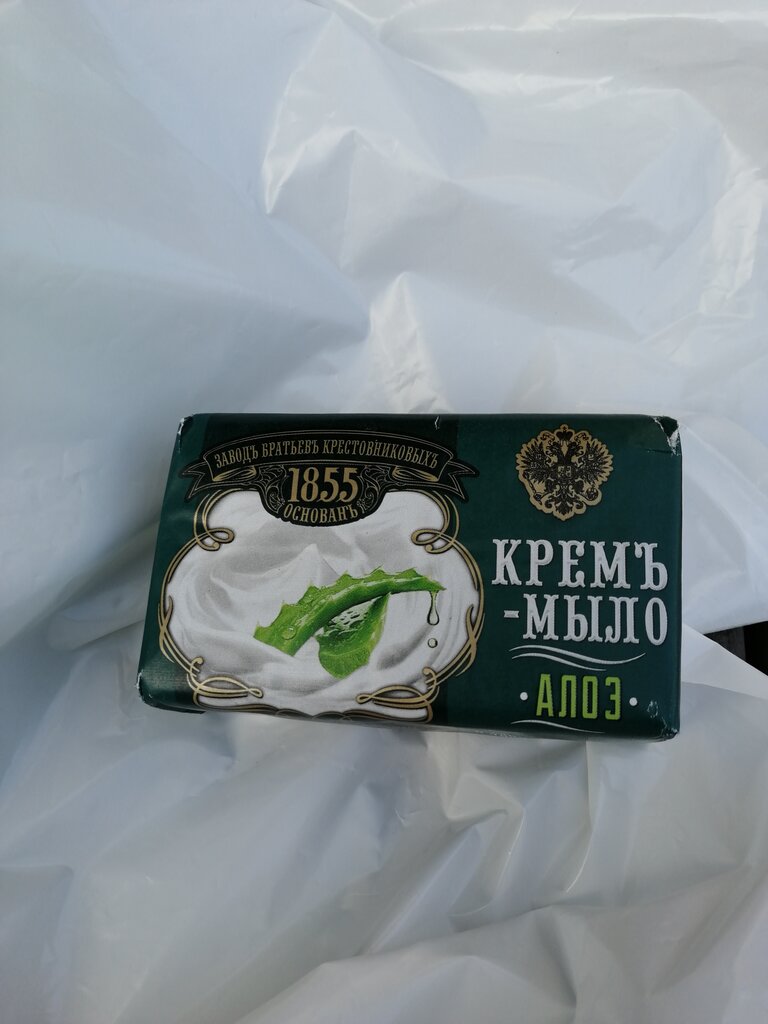 ЗАВОДЪ БРАТЬЕВЪ КРЕСТОВНИКОВЫХЪ
1855
ОСНОВАНЪ
КРЕМЪ
-МЫЛО
·АЛОЭ·